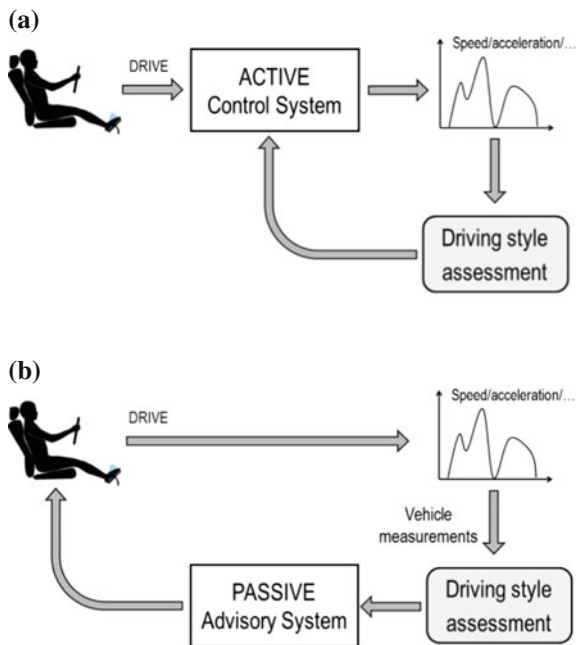 (a)
DRIVE
ACTIVE
Control System
Speed/acceleration/…
Driving style
assessment
(b)
DRIVE
Speed/acceleration/…
Vehicle
measurements
PASSIVE
Advisory System
Driving style
assessment